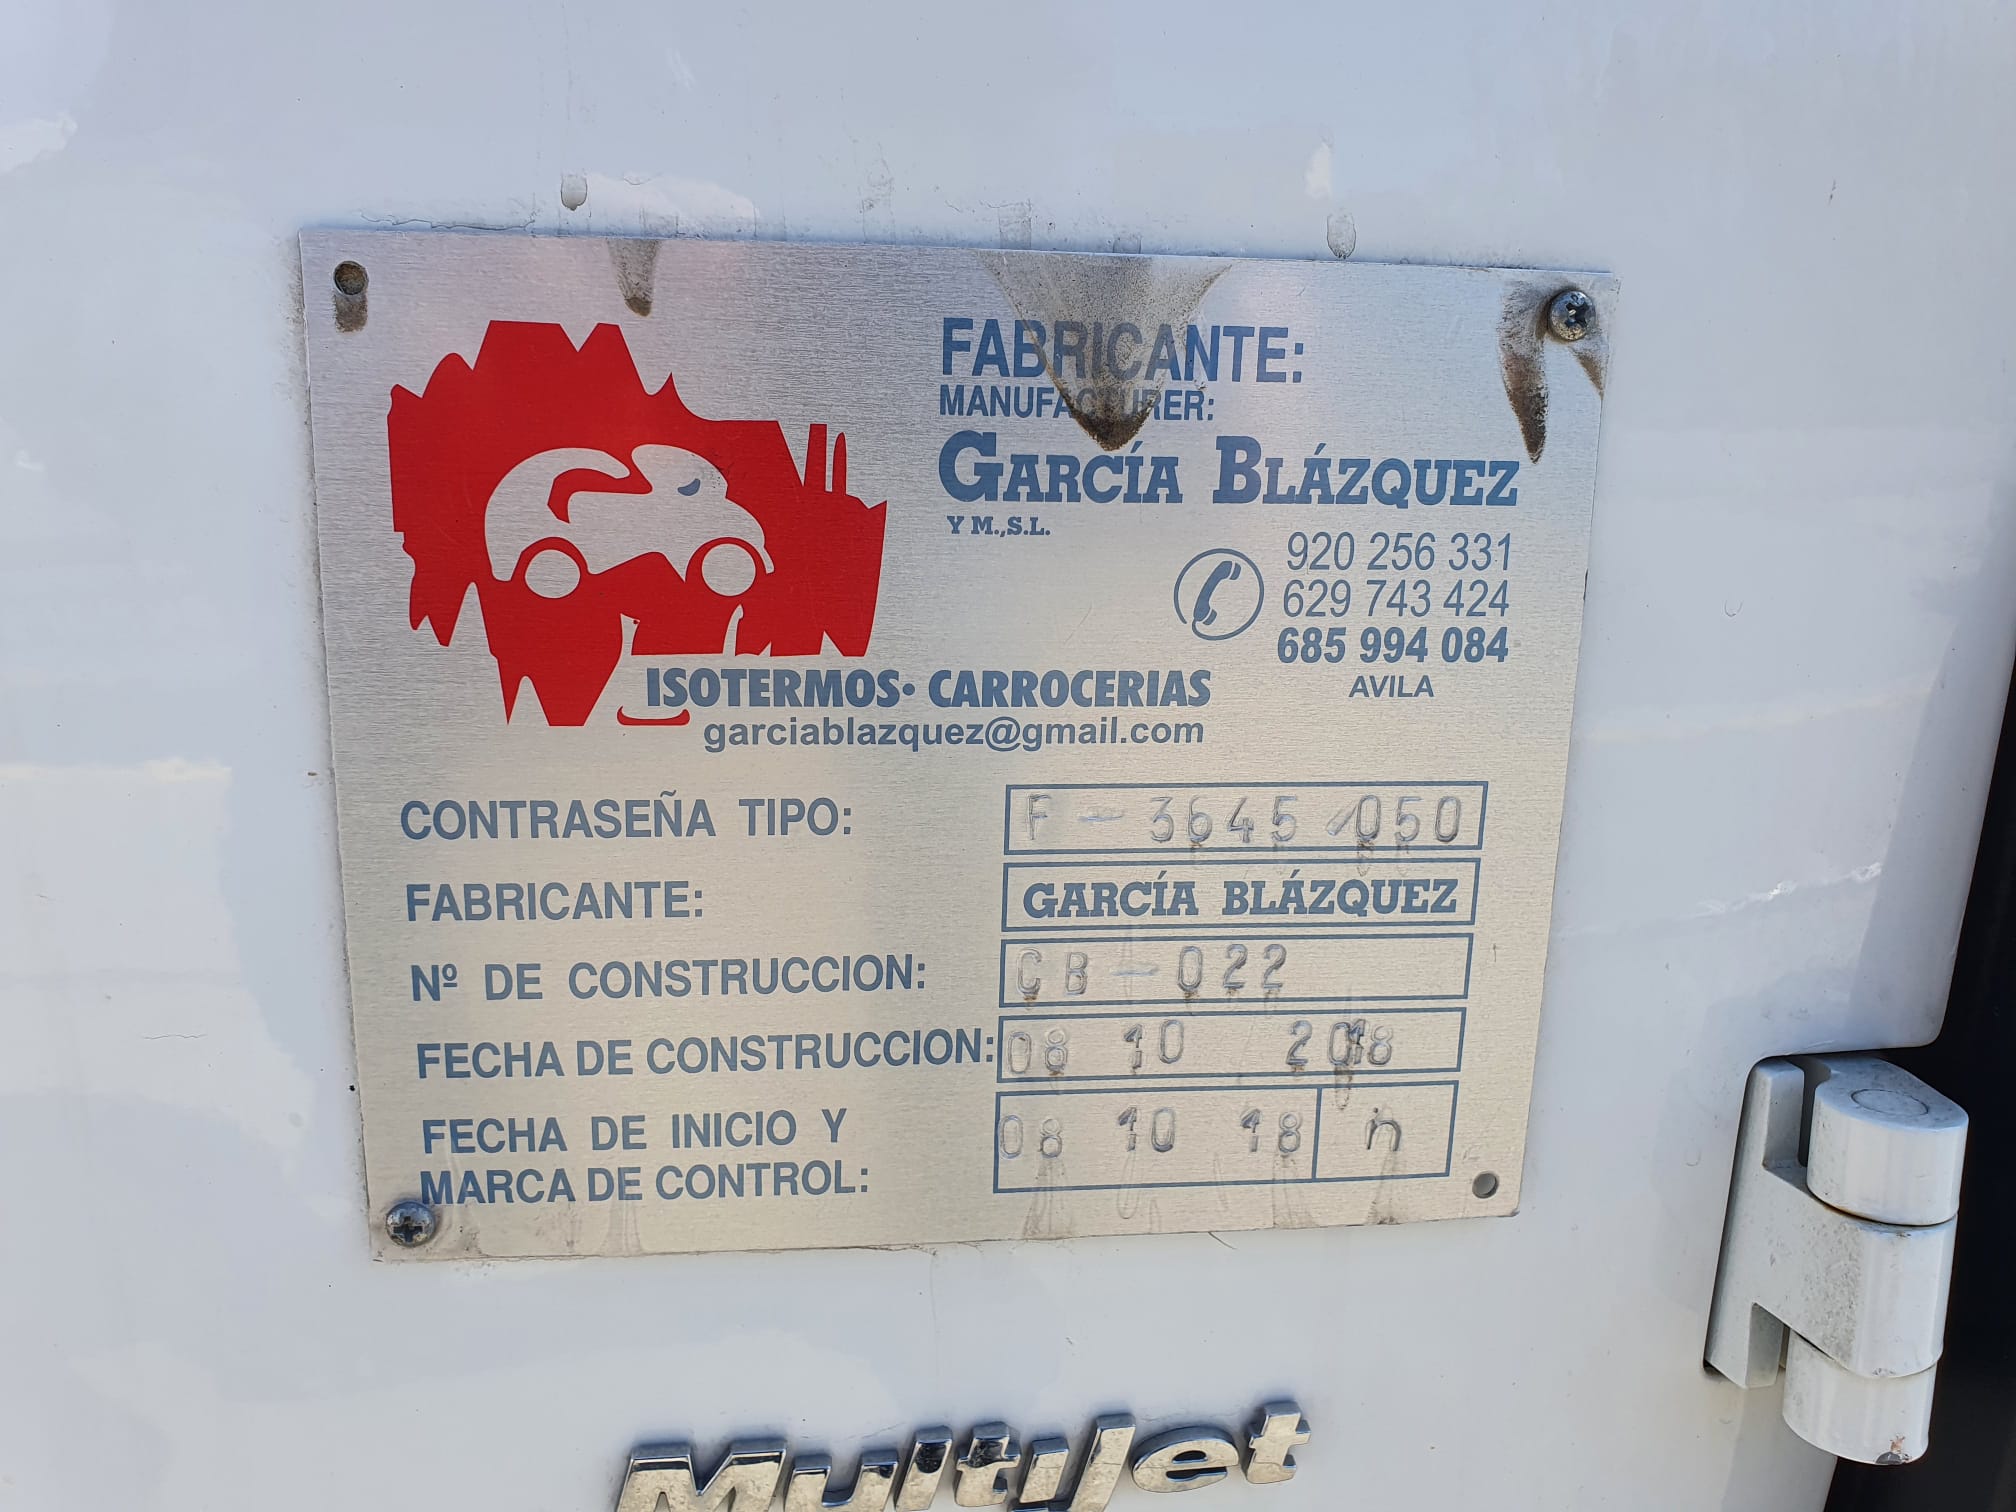 FABRICANTE:
MANUFACTURER:
GARCÍA BLÁZQUEZ
Y M.,S.L.
920 256 331
629 743 424
685 994 084
AVILA
ISOTERMOS• CARROCERIAS
garciablazquez@gmail.com
CONTRASEÑA TIPO: F - 3645 / 050
FABRICANTE: GARCÍA BLÁZQUEZ
Nº DE CONSTRUCCION: CB - 022
FECHA DE CONSTRUCCION: 08 10 2018
FECHA DE INICIO Y
MARCA DE CONTROL: 08 10 18 n
MultiJet